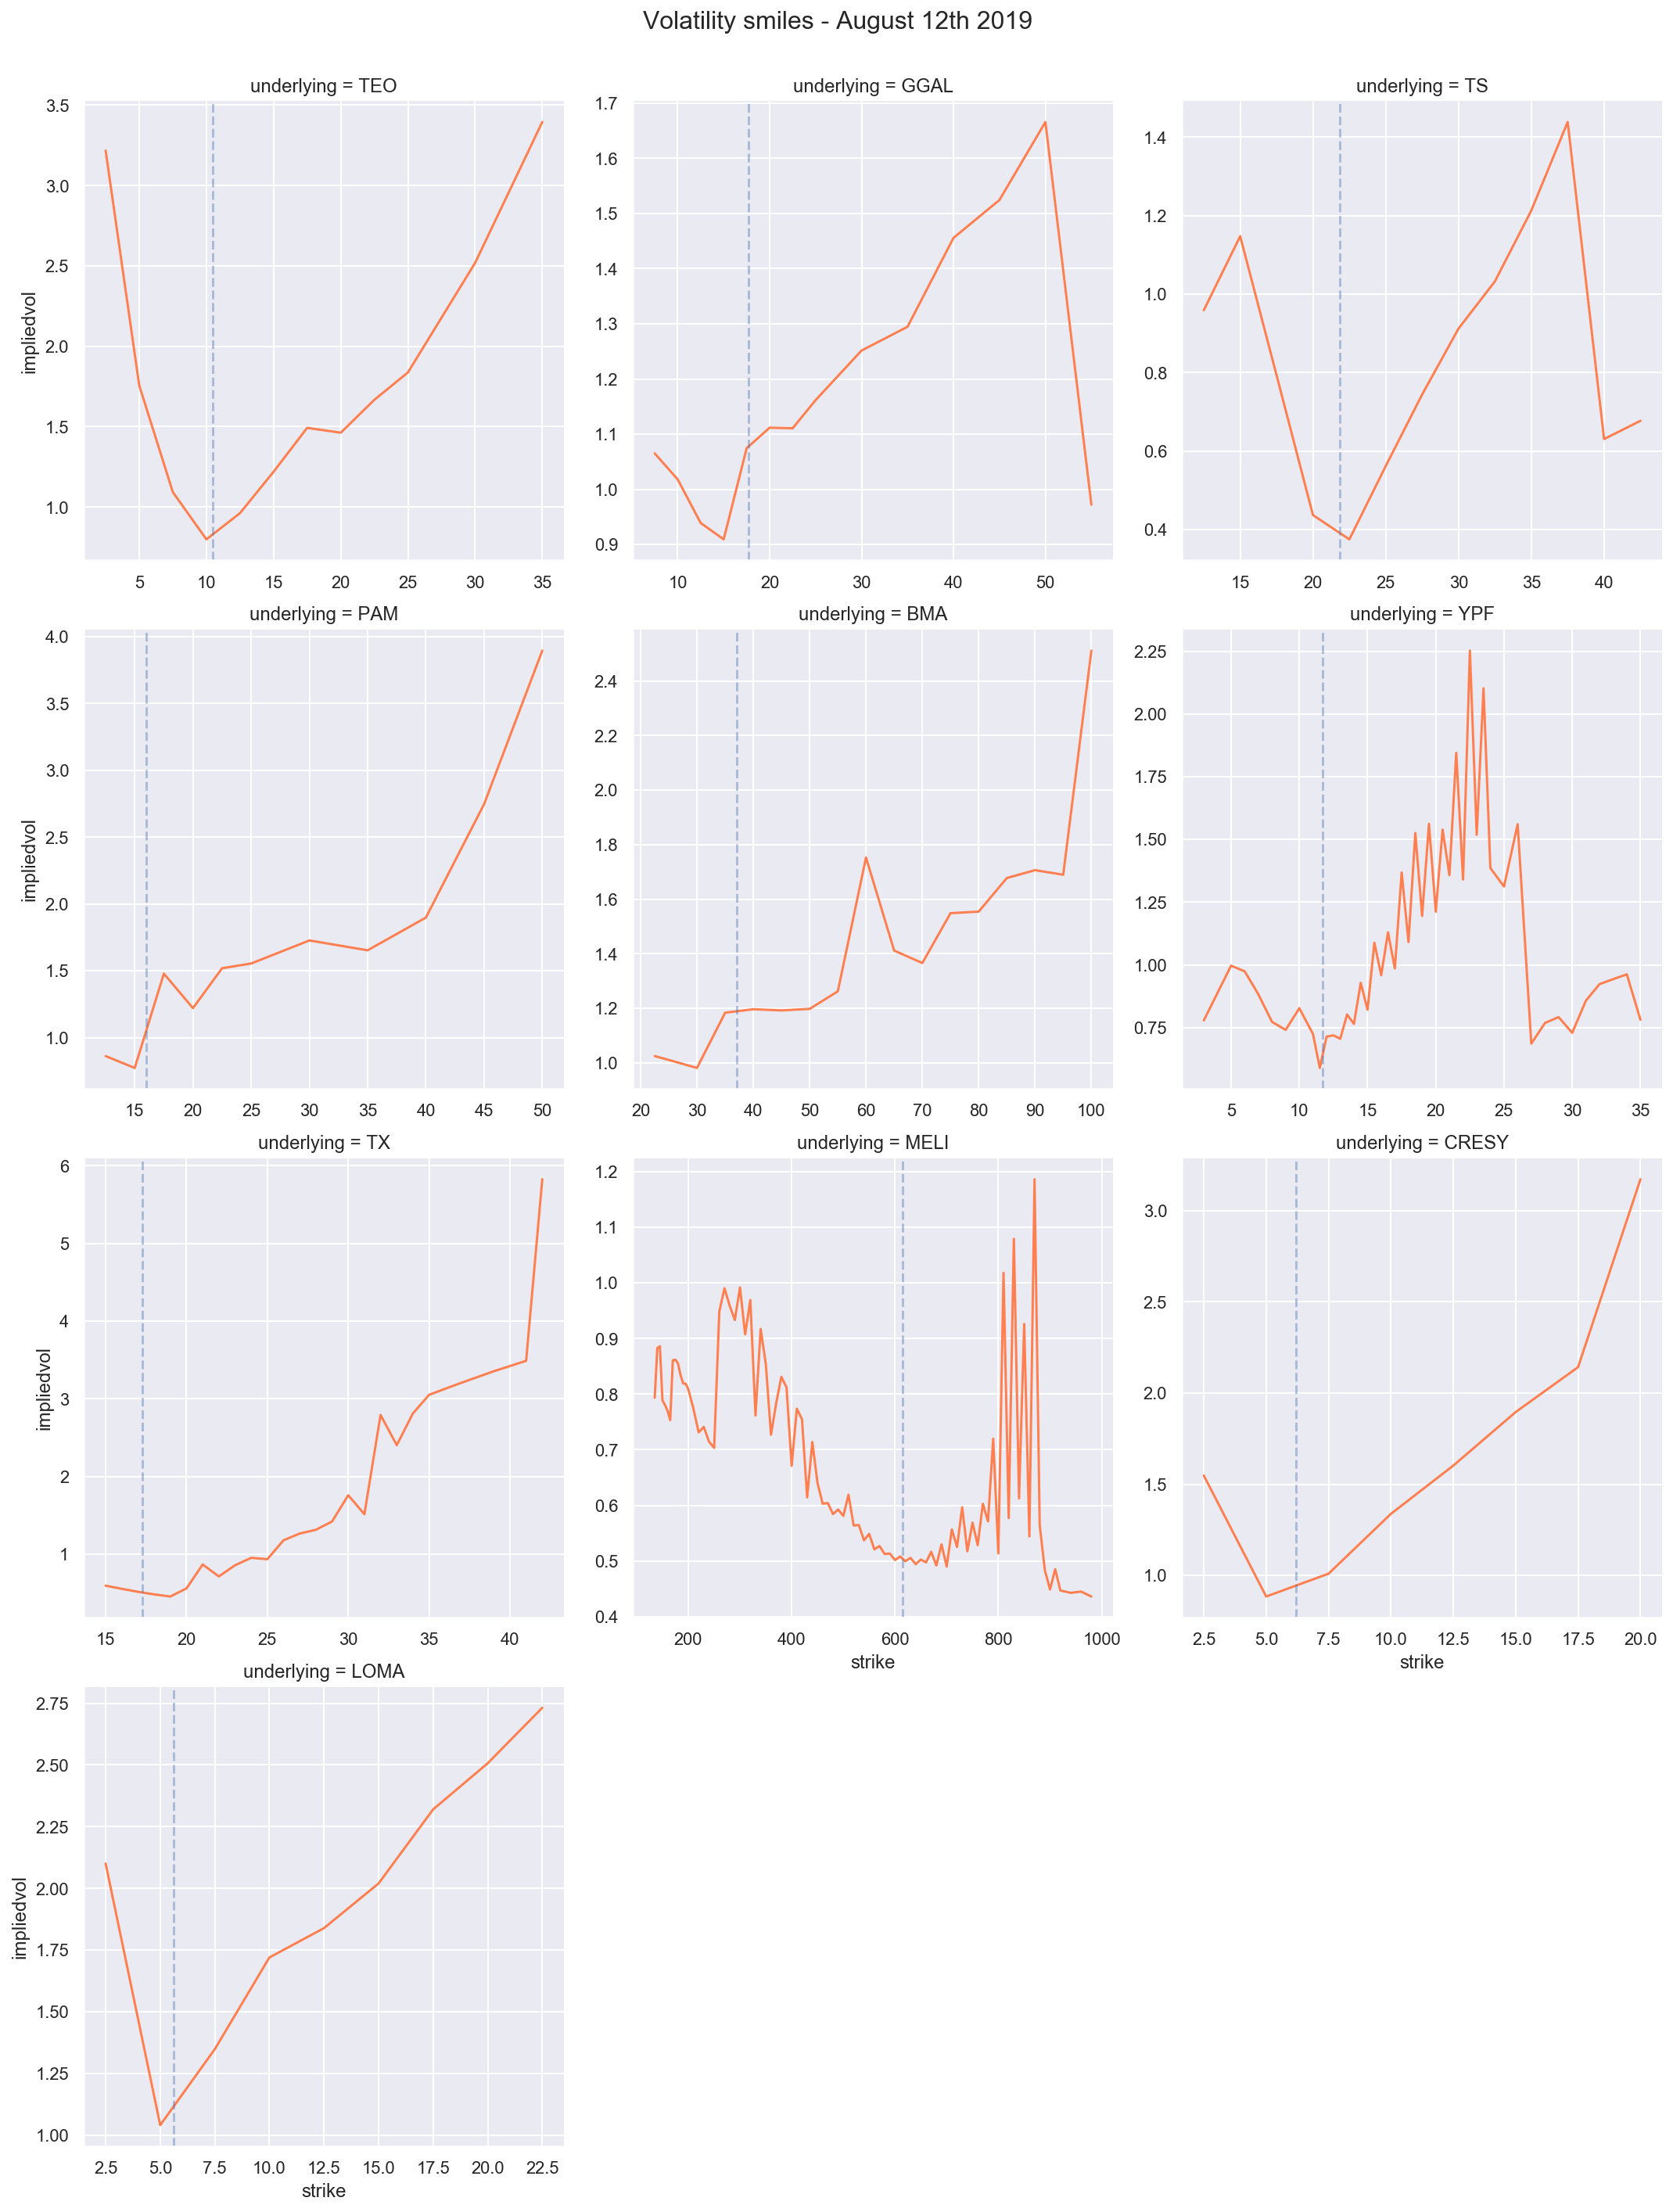 Volatility smiles - August 12th 2019
underlying = TEO
underlying = GGAL
underlying = TS
impliedvol
3.5
3.0
2.5
2.0
1.5
1.0
5 10 15 20 25 30 35
1.7
1.6
1.5
1.4
1.3
1.2
1.1
1.0
0.9
10 20 30 40 50
1.4
1.2
1.0
0.8
0.6
0.4
15 20 25 30 35 40
underlying = PAM
underlying = BMA
underlying = YPF
impliedvol
4.0
3.5
3.0
2.5
2.0
1.5
1.0
15 20 25 30 35 40 45 50
2.4
2.2
2.0
1.8
1.6
1.4
1.2
1.0
20 30 40 50 60 70 80 90 100
2.25
2.00
1.75
1.50
1.25
1.00
0.75
5 10 15 20 25 30 35
underlying = TX
underlying = MELI
underlying = CRESY
impliedvol
6
5
4
3
2
1
15 20 25 30 35 40
1.2
1.1
1.0
0.9
0.8
0.7
0.6
0.5
0.4
200 400 600 800 1000
strike
3.0
2.5
2.0
1.5
1.0
2.5 5.0 7.5 10.0 12.5 15.0 17.5 20.0
strike
underlying = LOMA
impliedvol
2.75
2.50
2.25
2.00
1.75
1.50
1.25
1.00
2.5 5.0 7.5 10.0 12.5 15.0 17.5 20.0 22.5
strike